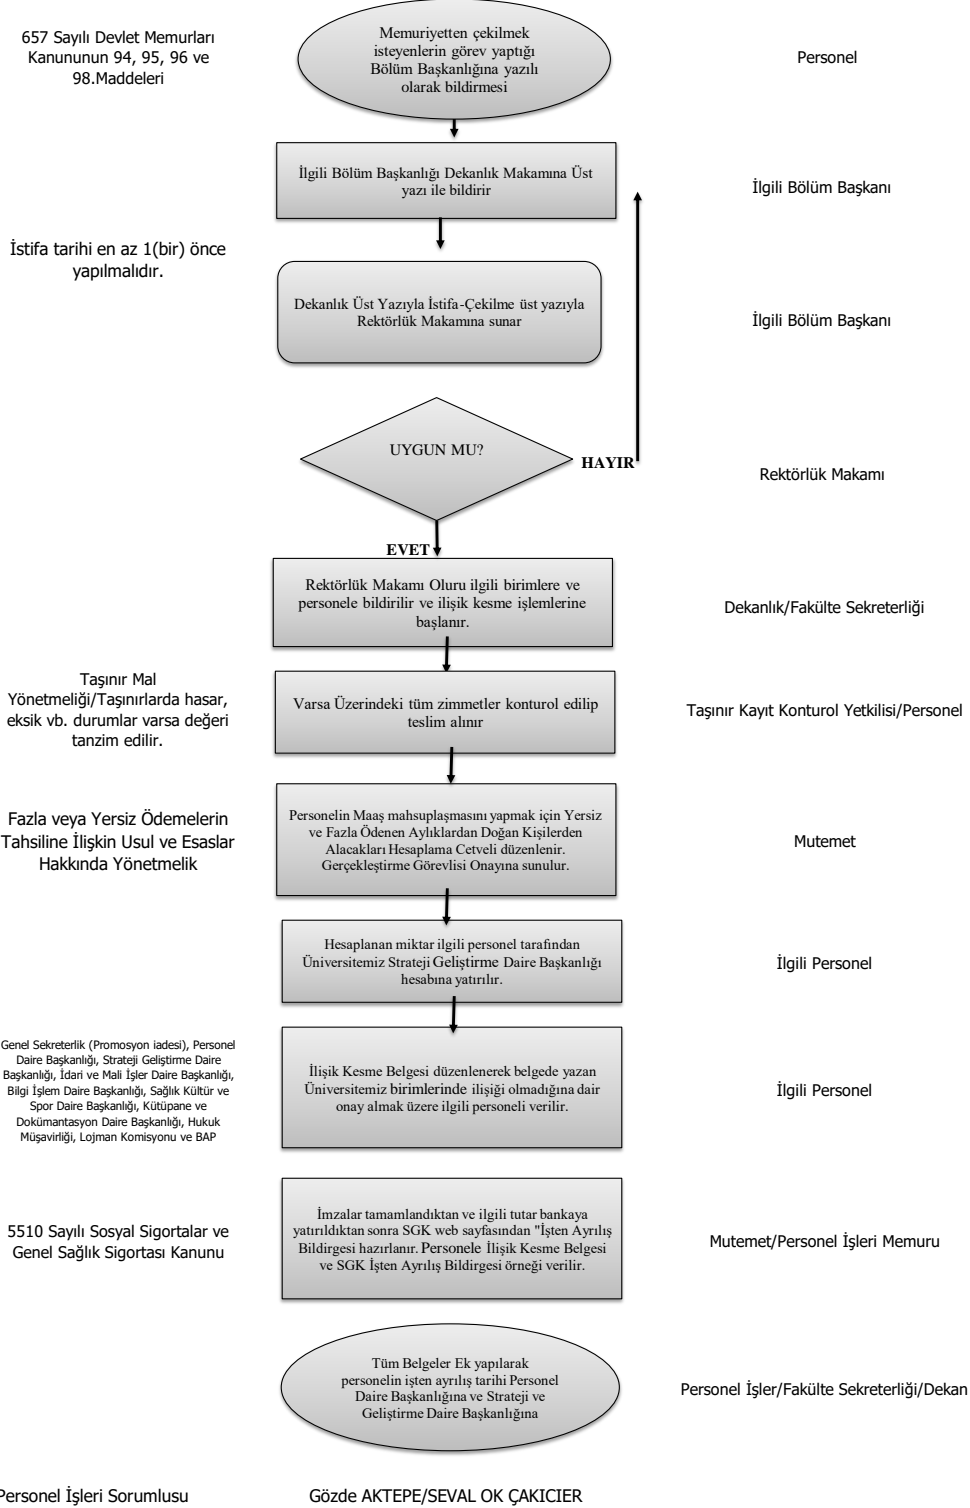 657 Sayılı Devlet Memurları
Kanununun 94, 95, 96 ve
98.Maddeleri
Memuriyetten çekilmek
isteyenlerin görev yaptığı
Bölüm Başkanlığına yazılı
olarak bildirmesi
Personel
İlgili Bölüm Başkanlığı Dekanlık Makamına Üst
yazı ile bildirir
İlgili Bölüm Başkanı
İstifa tarihi en az 1(bir) önce
yapılmalıdır.
Dekanlık Üst Yazıyla İstifa-Çekilme üst yazıyla
Rektörlük Makamına sunar
İlgili Bölüm Başkanı
UYGUN MU?
HAYIR
Rektörlük Makamı
EVET
Rektörlük Makamı Oluru ilgili birimlere ve
personele bildirilir ve ilişik kesme işlemlerine
başlanır.
Dekanlık/Fakülte Sekreterliği
Taşınır Mal
Yönetmeliği/Taşınırlarda hasar,
eksik vb. durumlar varsa değeri
tanzim edilir.
Varsa Üzerindeki tüm zimmetler konturol edilip
teslim alınır
Taşınır Kayıt Konturol Yetkilisi/Personel
Fazla veya Yersiz Ödemelerin
Tahsiline İlişkin Usul ve Esaslar
Hakkında Yönetmelik
Personelin Maaş mahsuplaşmasını yapmak için Yersiz
ve Fazla Ödenen Aylıklardan Doğan Kişilerden
Alacakları Hesaplama Cetveli düzenlenir.
Gerçekleştirme Görevlisi Onayına sunulur.
Mutemet
Hesaplanan miktar ilgili personel tarafından
Üniversitemiz Strateji Geliştirme Daire Başkanlığı
hesabına yatırılır.
İlgili Personel
Genel Sekreterlik (Promosyon iadesi), Personel
Daire Başkanlığı, Strateji Geliştirme Daire
Başkanlığı, İdari ve Mali İşler Daire Başkanlığı,
Bilgi İşlem Daire Başkanlığı, Sağlık Kültür ve
Spor Daire Başkanlığı, Kütüpane ve
Dokümantasyon Daire Başkanlığı, Hukuk
Müşavirliği, Lojman Komisyonu ve BAP
İlişik Kesme Belgesi düzenlenerek belgede yazan
Üniversitemiz birimlerinde ilişiği olmadığına dair
onay almak üzere ilgili personeli verilir.
İlgili Personel
5510 Sayılı Sosyal Sigortalar ve
Genel Sağlık Sigortası Kanunu
İmzalar tamamlandıktan ve ilgili tutar bankaya
yatırıldıktan sonra SGK web sayfasından "İşten Ayrılış
Bildirgesi hazırlanır. Personele İlişik Kesme Belgesi
ve SGK İşten Ayrılış Bildirgesi örneği verilir.
Mutemet/Personel İşleri Memuru
Tüm Belgeler Ek yapılarak
personelin işten ayrılış tarihi Personel
Daire Başkanlığına ve Strateji ve
Geliştirme Daire Başkanlığına
Personel İşler/Fakülte Sekreterliği/Dekan
Personel İşleri Sorumlusu
Gözde AKTEPE/SEVAL OK ÇAKICIER